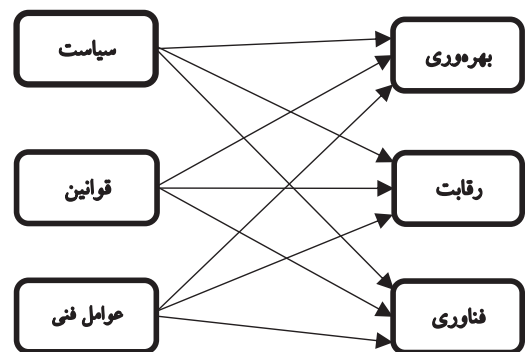 سیاست
بهره‌وری
قوانین
رقابت
عوامل فنی
فناوری